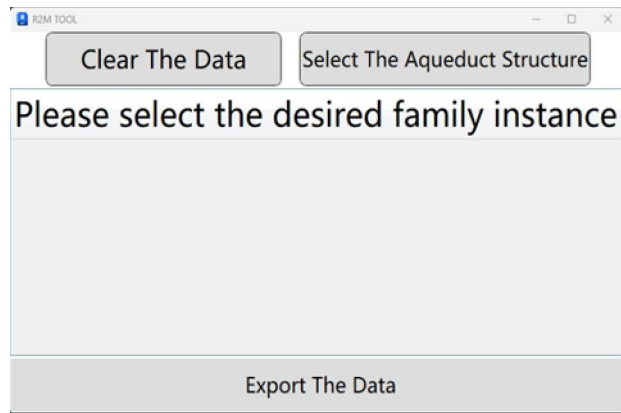 R2M TOOL
Clear The Data
Select The Aqueduct Structure
Please select the desired family instance
Export The Data